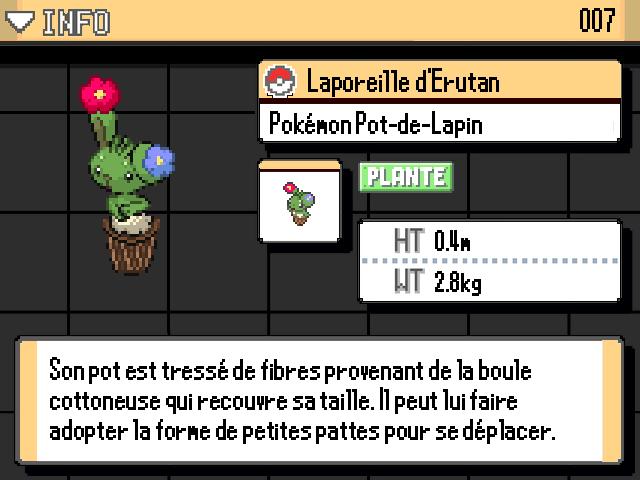 INFO
007
Laporeille d'Erutan
Pokémon Pot-de-Lapin
PLANTE
HT 0.4m
WT 2.8kg
Son pot est tressé de fibres provenant de la boule
cottoneuse qui recouvre sa taille. Il peut lui faire
adopter la forme de petites pattes pour se déplacer.